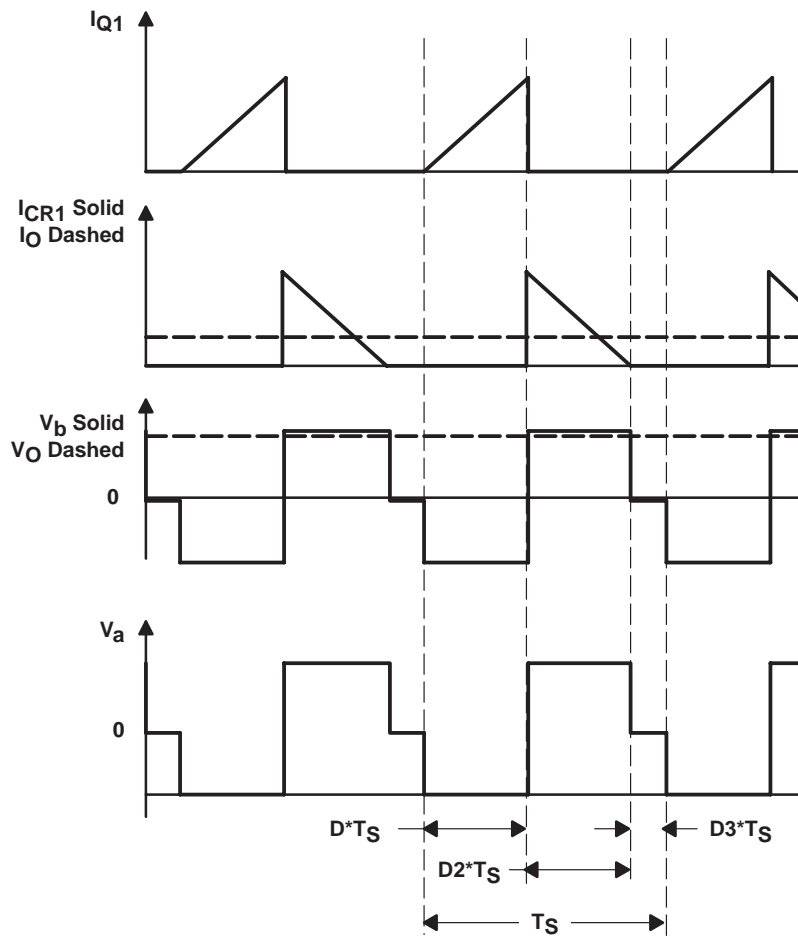 IQ1
ICR1 Solid
IO Dashed
Vb Solid
VO Dashed
0
Va
0
D*TS
D3*TS
D2*TS
TS